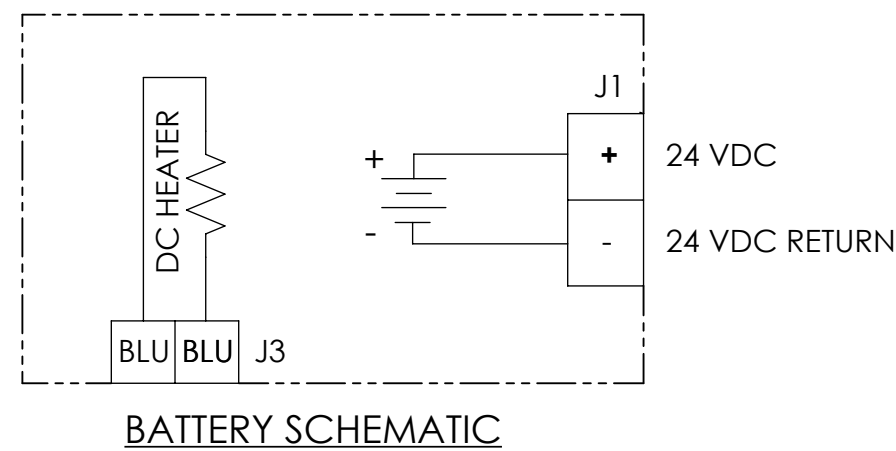 J1
DC HEATER
+
+
24 VDC
-
-
24 VDC RETURN
BLU BLU J3
BATTERY SCHEMATIC